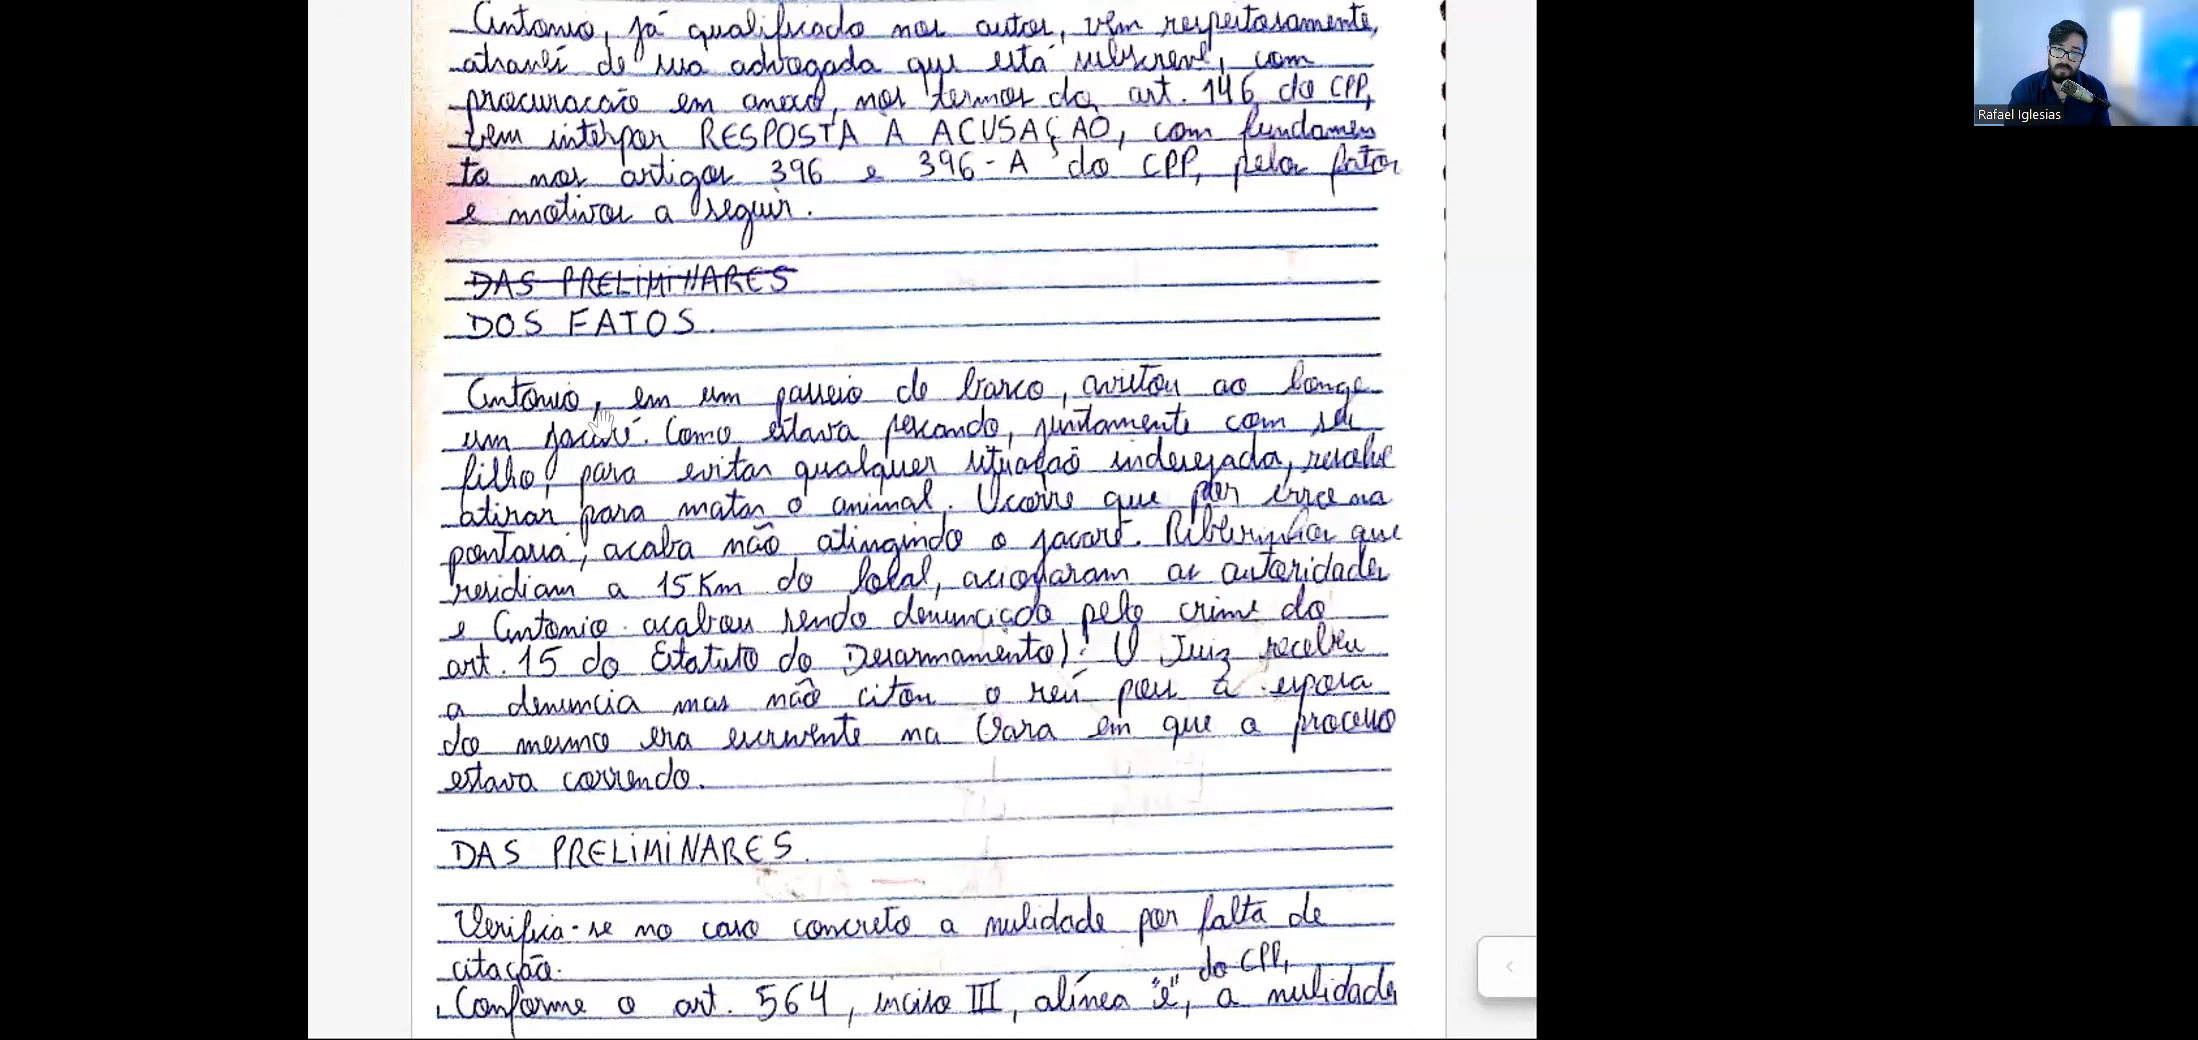 Antonio, já qualificado nos autos, vem respeitosamente,
através de sua advogada que está subscreve, com
procuração em anexo, nos termos do art. 146 do CPP,
vem interpor RESPOSTA A ACUSAÇÃO, com fundamen
to nos artigos 396 e 396-A do CPP, pelos fatos
e motivos a seguir.
DAS PRELIMINARES
DOS FATOS.
Antonio, em um passeio de barco, avistou ao longe
um jacaré. Como estava pescando, juntamente com seu
filho, para evitar qualquer situação indesejada, resolve
atirar para matar o animal. Ocorre que por erro na
pontaria, acaba não atingindo o jacaré. Ribeirinhos que
residiam a 15 Km do local, acionaram as autoridades
e Antonio acabou sendo denunciado pelo crime do
art. 15 do Estatuto do Desarmamento). O Juiz recebeu
a denuncia mas não citou o réu pois a esposa
do mesmo era escrevente na Vara em que o processo
estava correndo.
DAS PRELIMINARES.
Verifica-se no caso concreto a nulidade por falta de
citação.
Conforme o art. 564, inciso III, alínea "e", do CPP, a nulidade
Rafael Iglesias